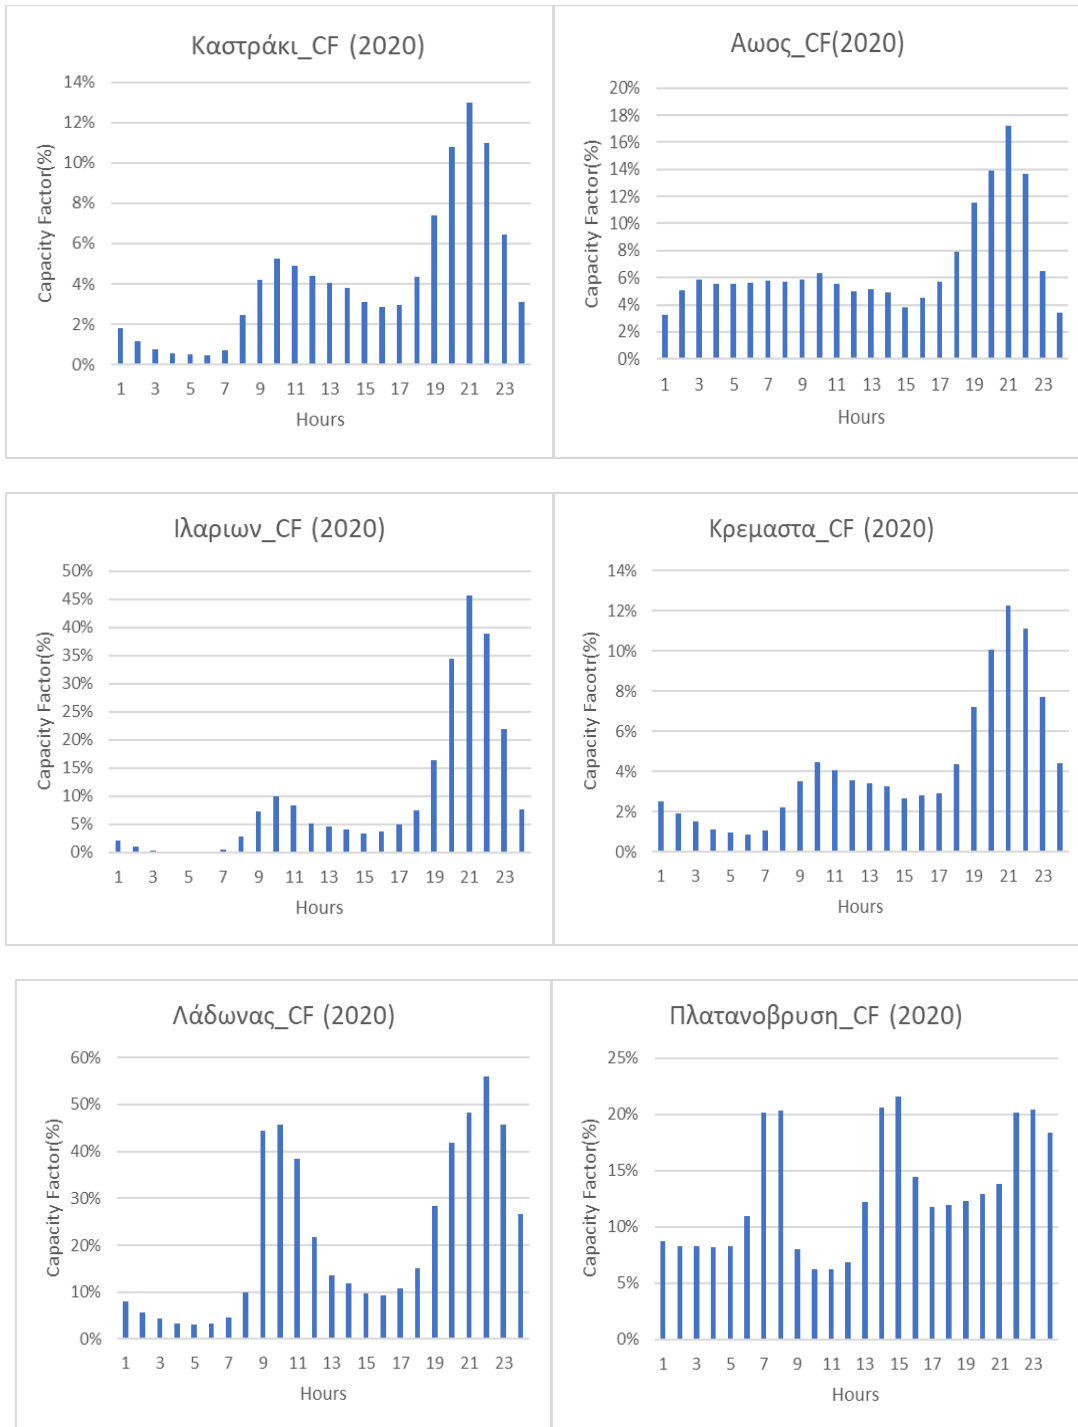 Καστράκι_CF (2020)
14%
12%
10%
8%
6%
4%
2%
0%
Capacity Factor(%)
1 3 5 7 9 11 13 15 17 19 21 23
Hours
Αωος_CF(2020)
20%
18%
16%
14%
12%
10%
8%
6%
4%
2%
0%
Capacity Factor(%)
1 3 5 7 9 11 13 15 17 19 21 23
Hours
Ιλαριων_CF (2020)
50%
45%
40%
35%
30%
25%
20%
15%
10%
5%
0%
Capacity Factor(%)
1 3 5 7 9 11 13 15 17 19 21 23
Hours
Κρεμαστα_CF (2020)
14%
12%
10%
8%
6%
4%
2%
0%
Capacity Facotr(%)
1 3 5 7 9 11 13 15 17 19 21 23
Hours
Λάδωνας_CF (2020)
60%
50%
40%
30%
20%
10%
0%
Capacity Factor(%)
1 3 5 7 9 11 13 15 17 19 21 23
Hours
Πλατανοβρυση_CF (2020)
25%
20%
15%
10%
5%
0%
Capacity Factor(%)
1 3 5 7 9 11 13 15 17 19 21 23
Hours